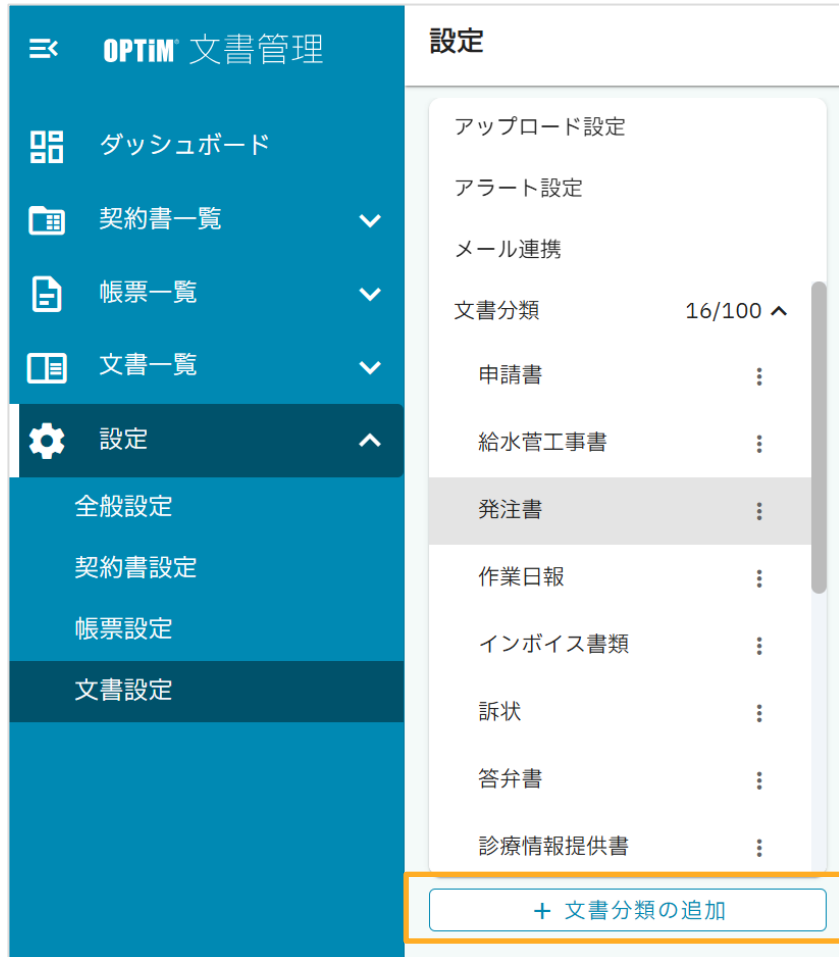 OPTiM 文書管理
ダッシュボード
契約書一覧
帳票一覧
文書一覧
設定
全般設定
契約書設定
帳票設定
文書設定
設定
アップロード設定
アラート設定
メール連携
文書分類 16/100
申請書
給水菅工事書
発注書
作業日報
インボイス書類
訴状
答弁書
診療情報提供書
+ 文書分類の追加